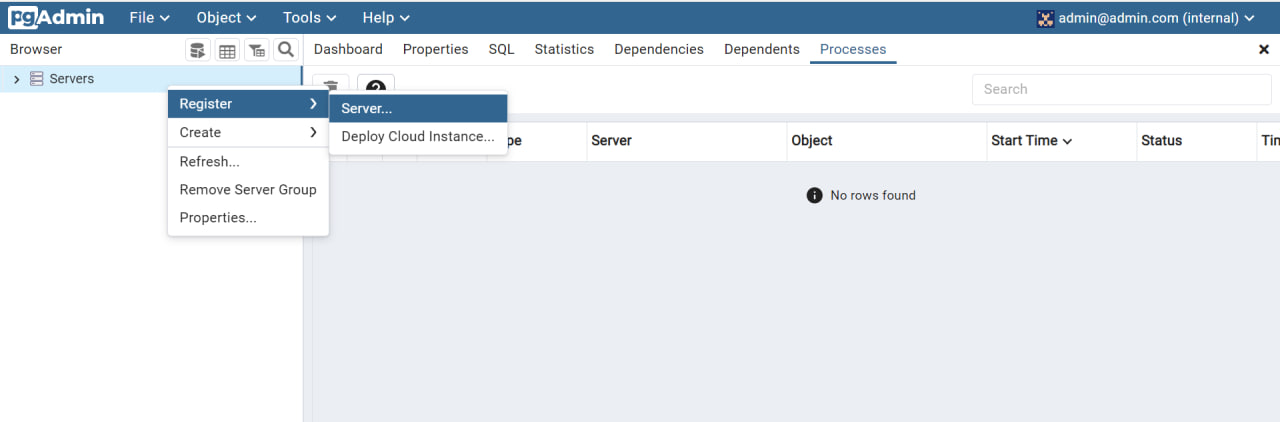 pgAdmin File Object Tools Help admin@admin.com (internal)
Browser Dashboard Properties SQL Statistics Dependencies Dependents Processes
Servers
Register
Create
Refresh...
Remove Server Group
Properties...
Server...
Deploy Cloud Instance...
Search
Server Object Start Time Status
No rows found